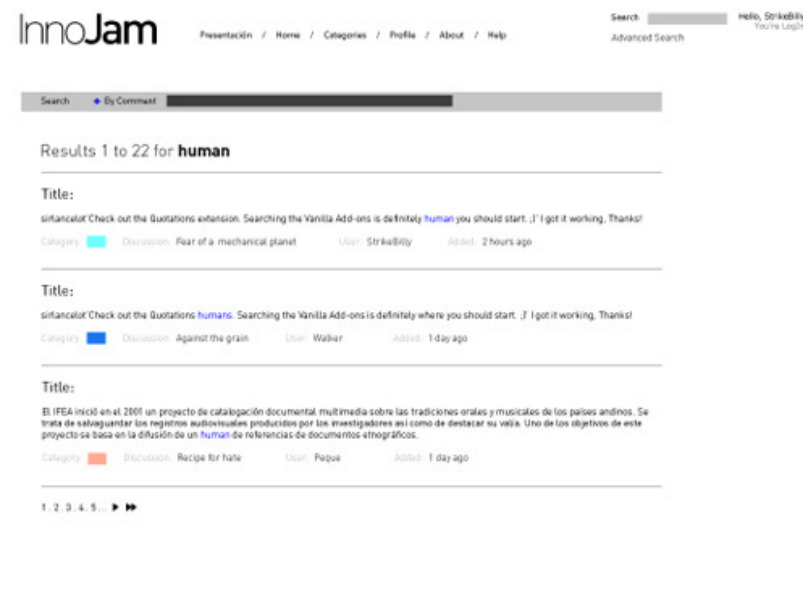 InnoJam
Presentación / Home / Categories / Profile / About / Help
Search
Advanced Search
Hello, StrikeBilly
You're Login
Search By Comment
Results 1 to 22 for human
Title:
sirlancelot'Check out the Quotations extension. Searching the Vanilla Add-ons is definitely human you should start. ;)' I got it working, Thanks!
Category: Discussion: Fear of a mechanical planet User: StrikeBilly Added: 2 hours ago
Title:
sirlancelot'Check out the Quotations humans. Searching the Vanilla Add-ons is definitely where you should start. ;)' I got it working, Thanks!
Category: Discussion: Against the grain User: Walker Added: 1 day ago
Title:
El IFEA inició en el 2001 un proyecto de catalogación documental multimedia sobre las tradiciones orales y musicales de los países andinos. Se
trata de salvaguardar los registros audiovisuales producidos por los investigadores así como de destacar su valía. Uno de los objetivos de este
proyecto se basa en la difusión de un human de referencias de documentos etnográficos.
Category: Discussion: Recipe for hate User: Peque Added: 1 day ago
1 . 2 . 3 . 4 . 5 ...